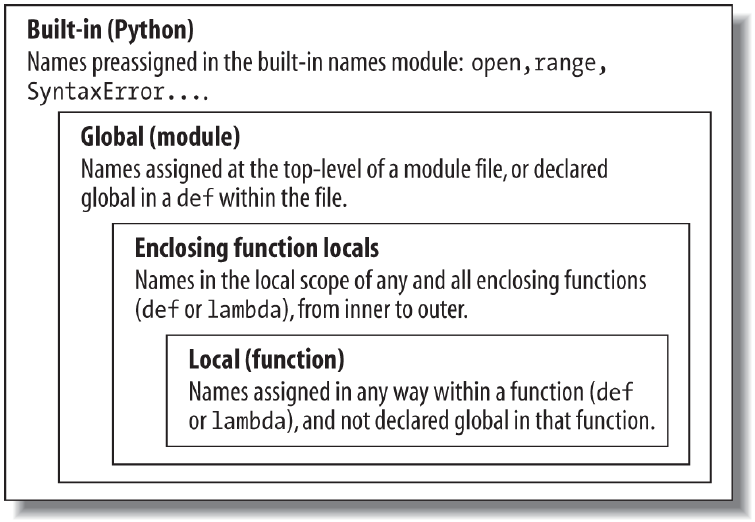 Built-in (Python)
Names preassigned in the built-in names module: open, range,
SyntaxError....
Global (module)
Names assigned at the top-level of a module file, or declared
global in a def within the file.
Enclosing function locals
Names in the local scope of any and all enclosing functions
(def or lambda), from inner to outer.
Local (function)
Names assigned in any way within a function (def
or lambda), and not declared global in that function.